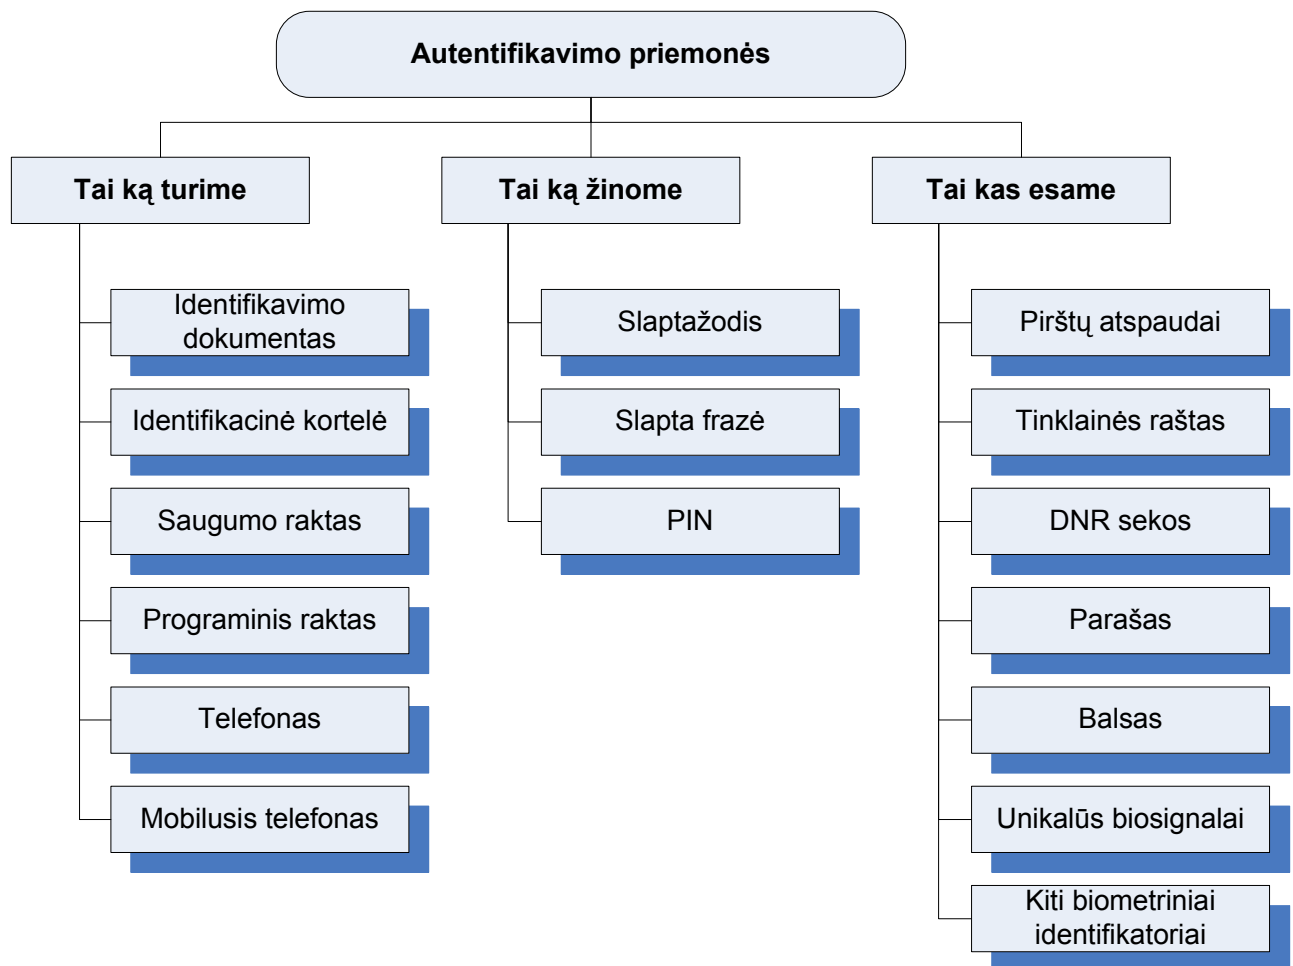 Autentifikavimo priemonės
Tai ką turime
Identifikavimo
dokumentas
Identifikacinė kortelė
Saugumo raktas
Programinis raktas
Telefonas
Mobilusis telefonas
Tai ką žinome
Slaptažodis
Slapta frazė
PIN
Tai kas esame
Pirštų atspaudai
Tinklainės raštas
DNR sekos
Parašas
Balsas
Unikalūs biosignalai
Kiti biometriniai
identifikatoriai